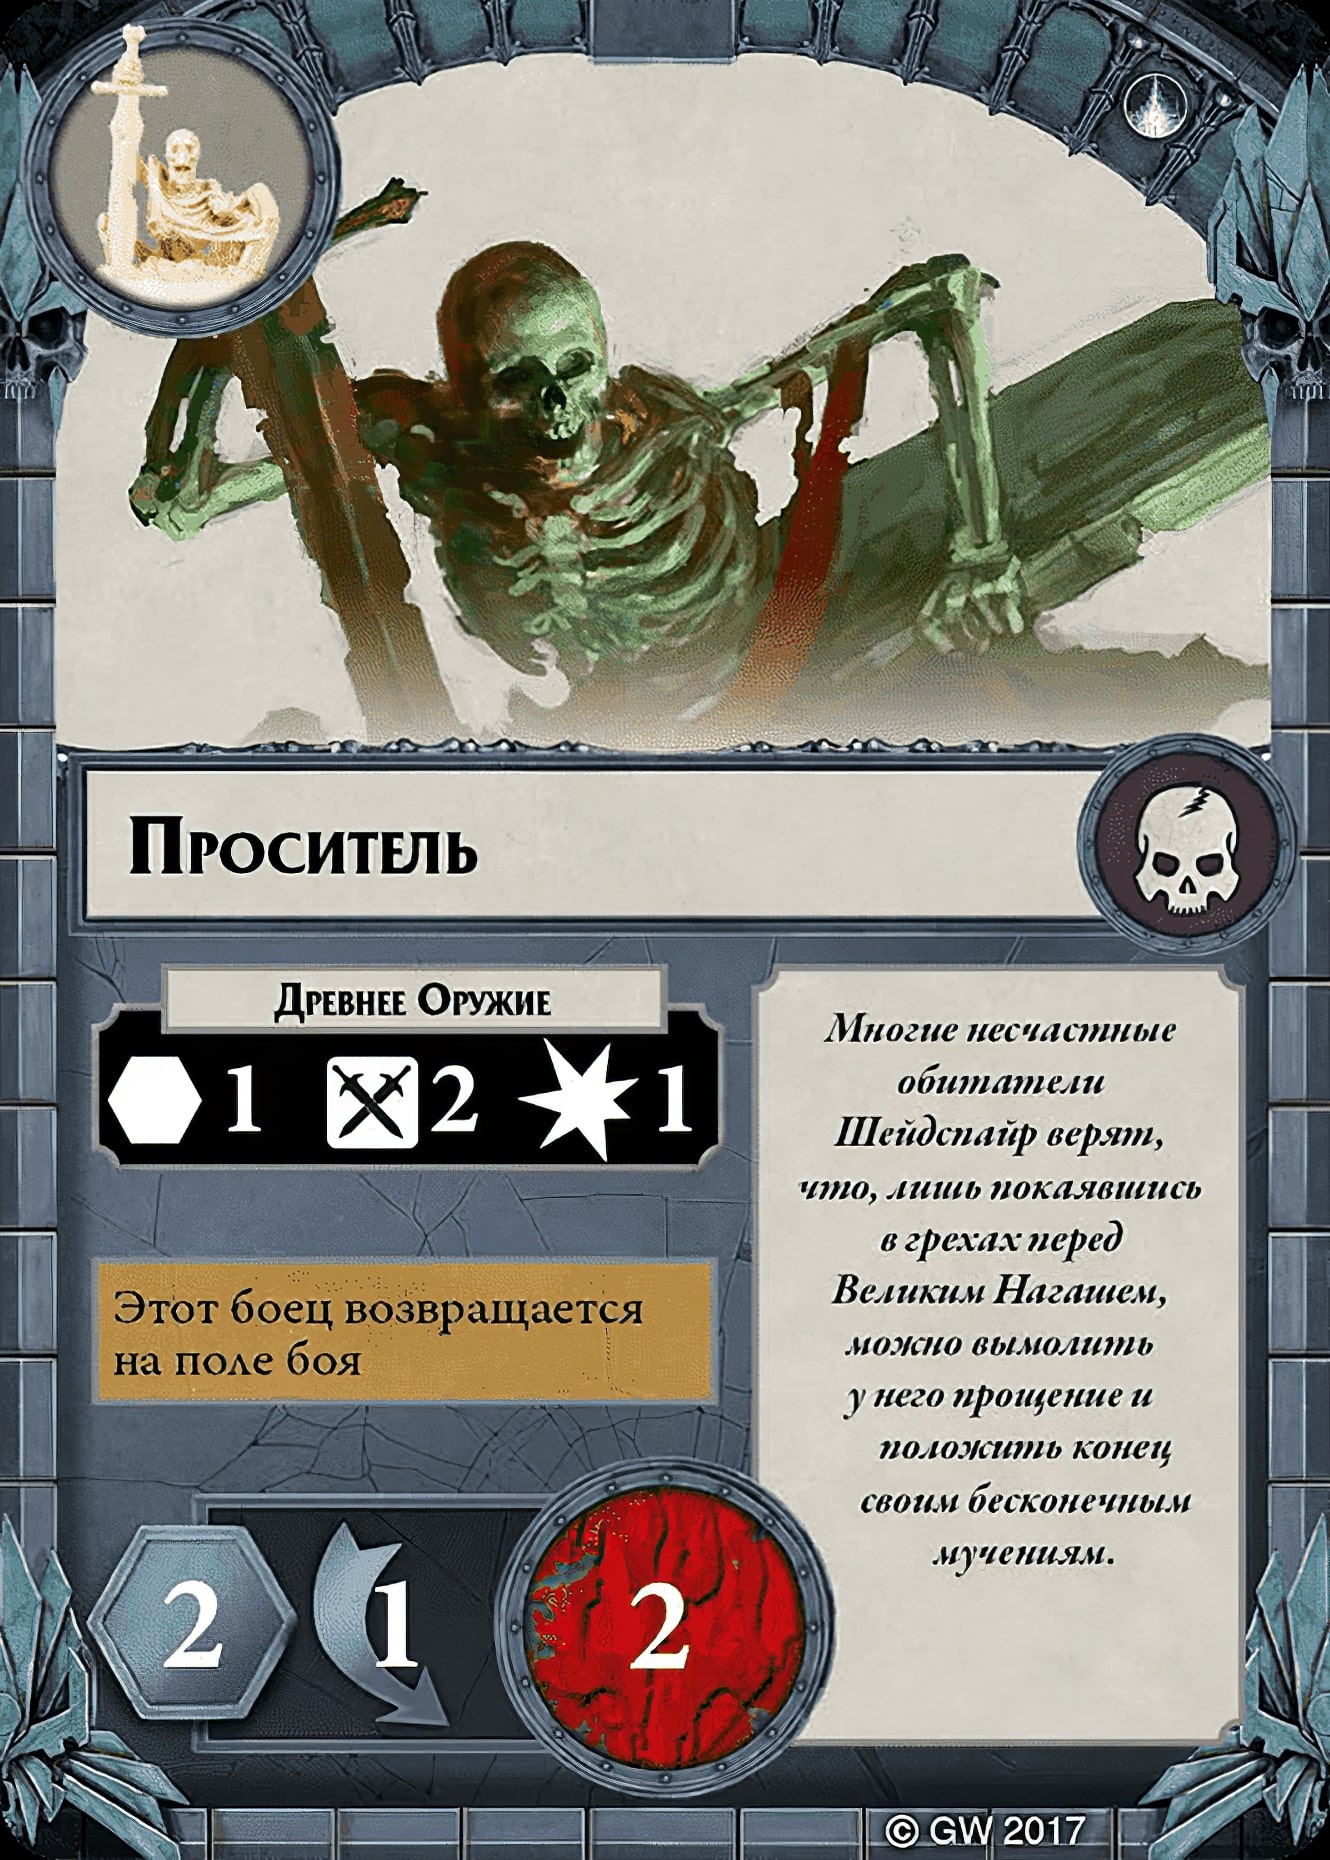 Проситель
Древнее Оружие
1 2 1
Этот боец возвращается
на поле боя
2 1 2
Многие несчастные
обитатели
Шейдспайр верят,
что, лишь покаявшись
в грехах перед
Великим Нагашем,
можно вымолить
у него прощение и
положить конец
своим бесконечным
мучениям.
© GW 2017